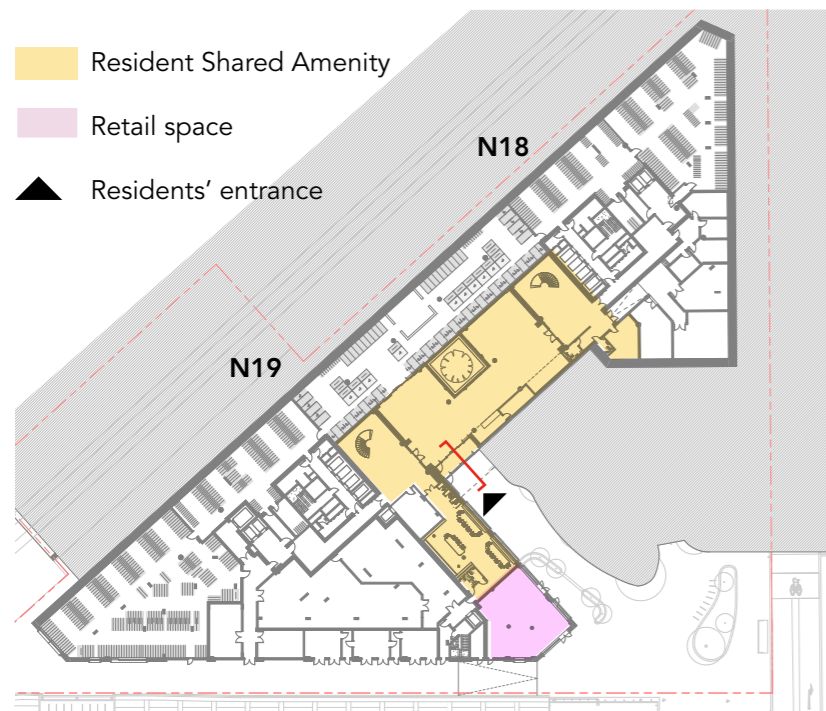 Resident Shared Amenity
Retail space
Residents’ entrance
N18
N19